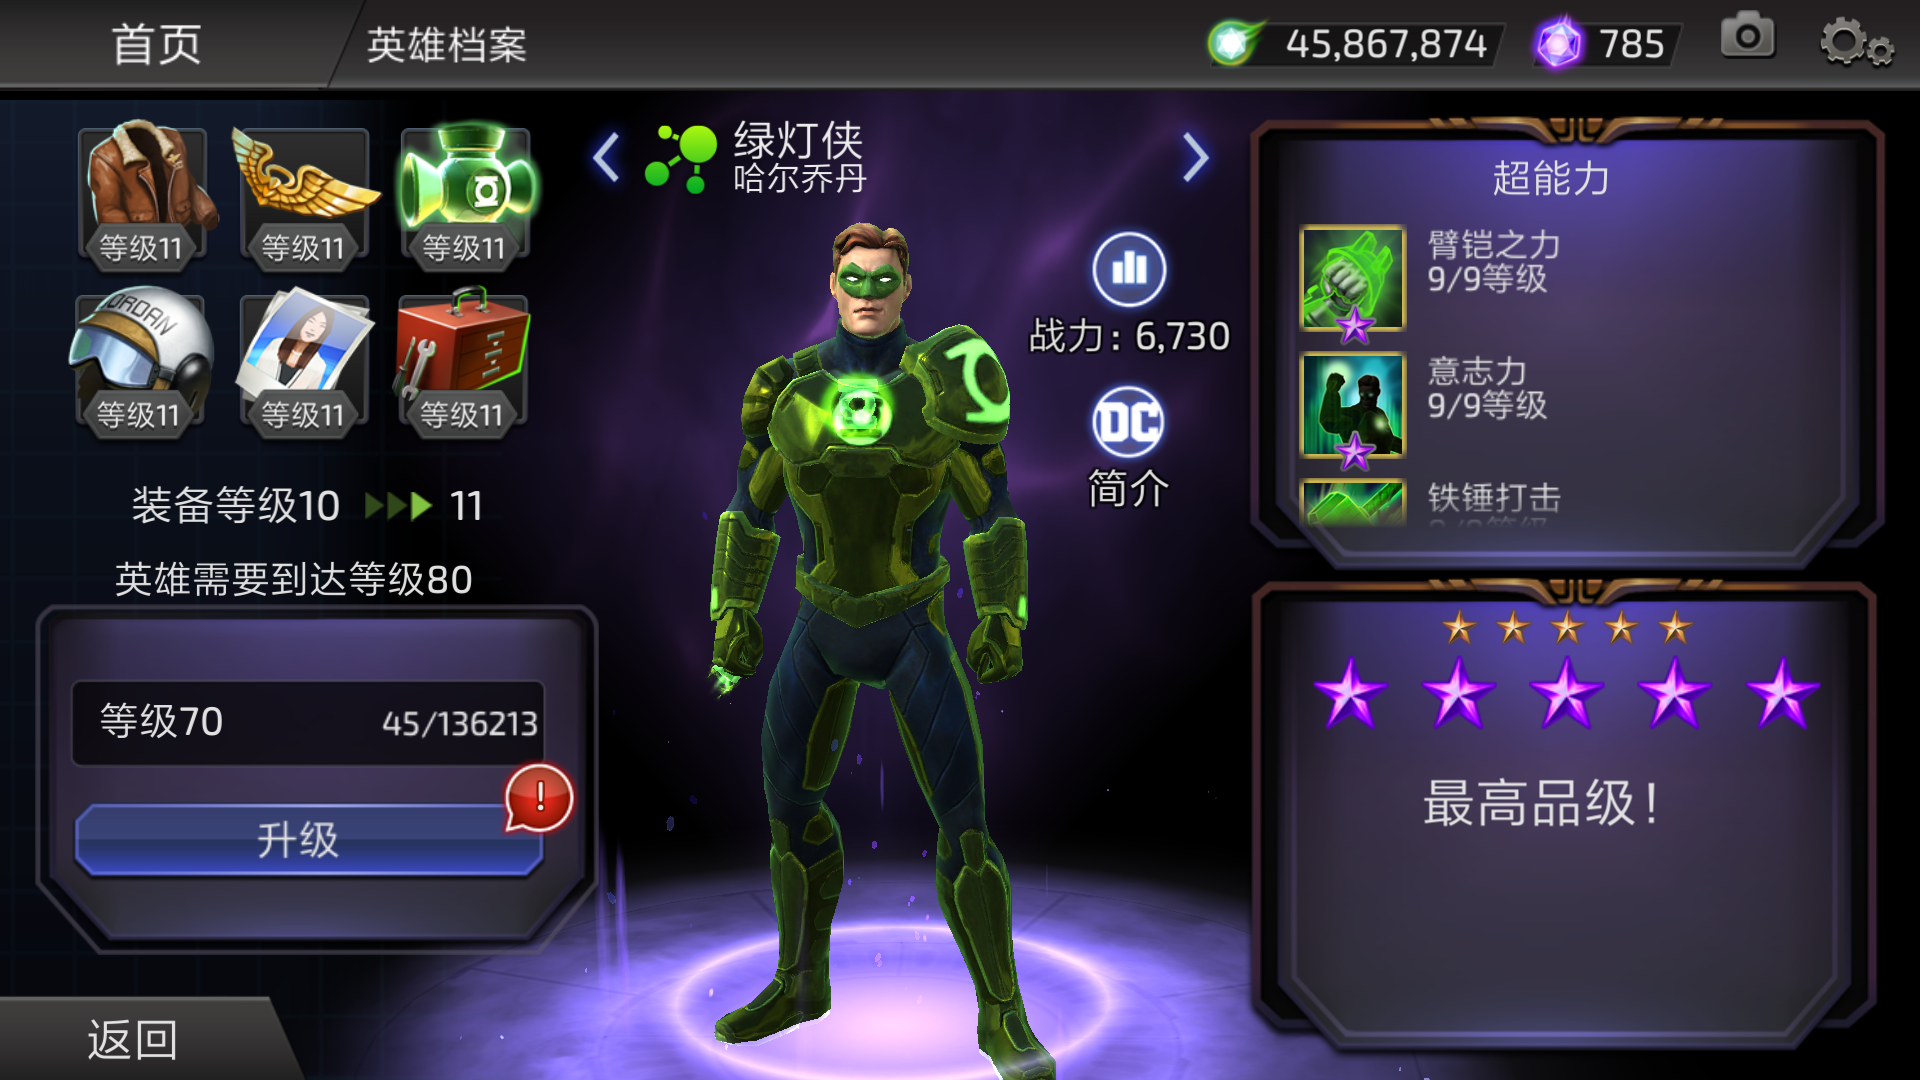 首页
英雄档案
45,867,874
785
等级11
等级11
等级11
JORDAN
等级11
等级11
等级11
装备等级10
11
英雄需要到达等级80
等级70
45/136213
!
升级
返回
绿灯侠
哈尔乔丹
战力: 6,730
DC
简介
超能力
臂铠之力
9/9等级
意志力
9/9等级
铁锤打击
最高品级!